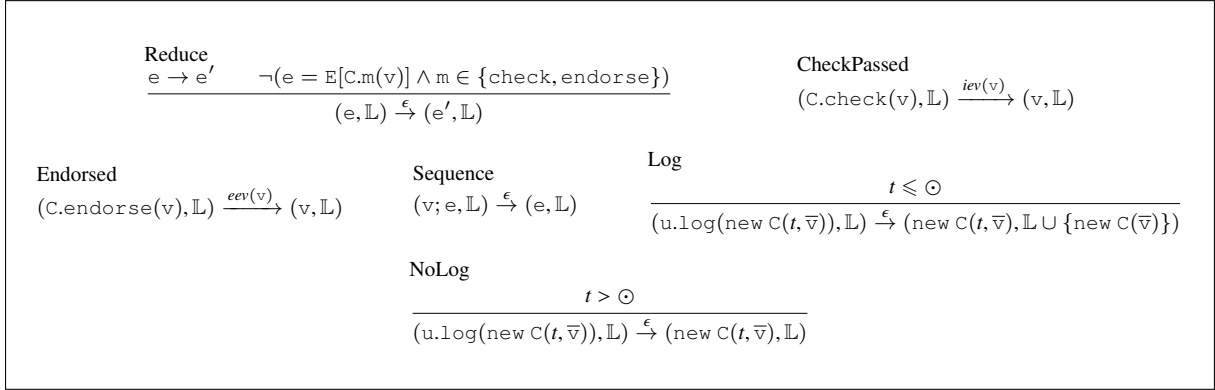 Reduce
e → e′ ¬(e = E[C.m(v)] ∧ m ∈ {check, endorse})
(e, 𝕃) →^ϵ (e′, 𝕃)
CheckPassed
(C.check(v), 𝕃) →^iev(v) (v, 𝕃)
Endorsed
(C.endorse(v), 𝕃) →^eev(v) (v, 𝕃)
Sequence
(v; e, 𝕃) →^ϵ (e, 𝕃)
Log
t ⩽ ⊙
(u.log(new C(t, v̅)), 𝕃) →^ϵ (new C(t, v̅), 𝕃 ∪ {new C(v̅)})
NoLog
t > ⊙
(u.log(new C(t, v̅)), 𝕃) →^ϵ (new C(t, v̅), 𝕃)